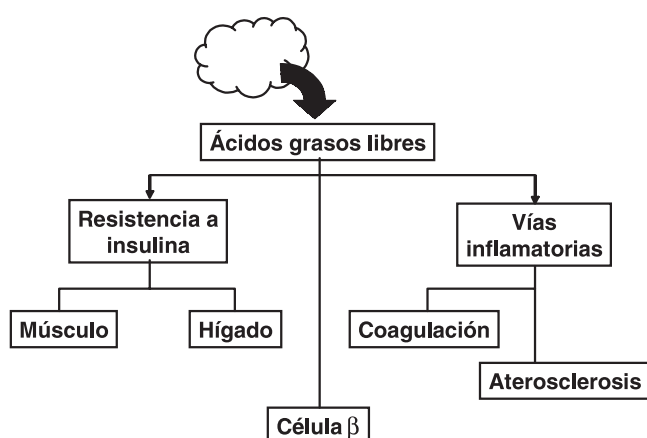 Ácidos grasos libres
Resistencia a
insulina
Vías
inflamatorias
Músculo
Hígado
Coagulación
Aterosclerosis
Célula β